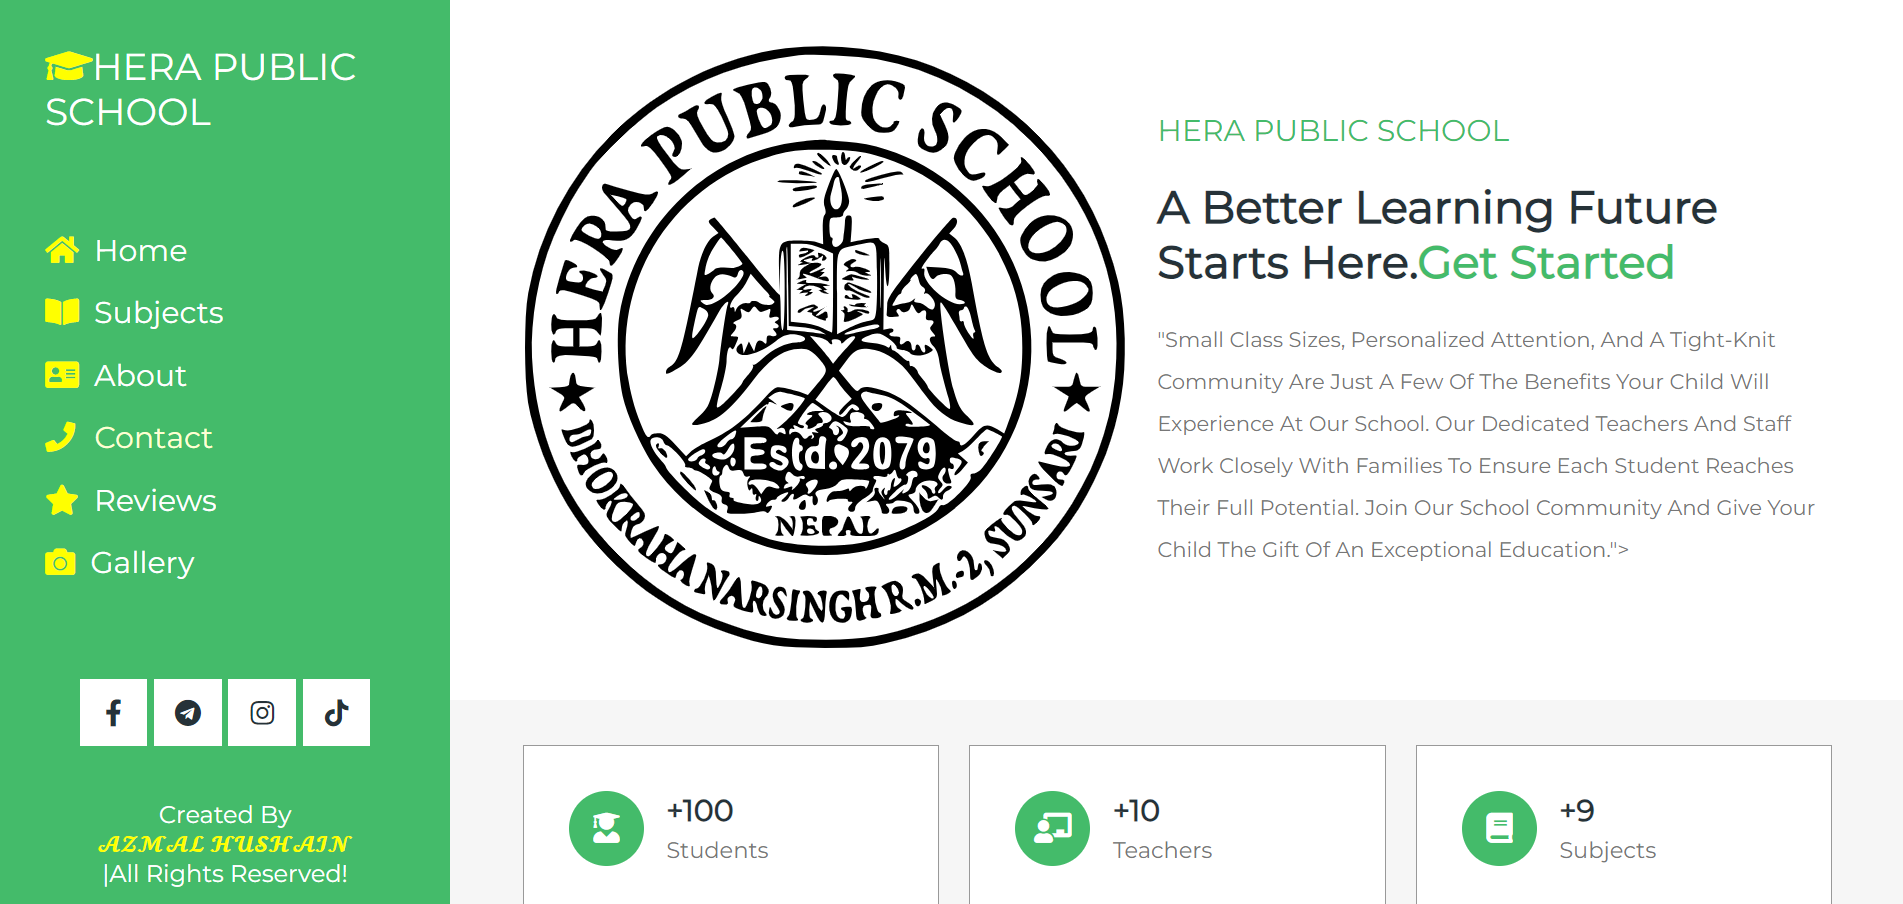 HERA PUBLIC
SCHOOL
Home
Subjects
About
Contact
Reviews
Gallery
Created By
AZMAL HUSHAIN
|All Rights Reserved!
HERA PUBLIC SCHOOL
Estd. 2079
NEPAL
DHOKRAHA NARSINGH R.M.-2, SUNSARI
HERA PUBLIC SCHOOL
A Better Learning Future
Starts Here.Get Started
"Small Class Sizes, Personalized Attention, And A Tight-Knit
Community Are Just A Few Of The Benefits Your Child Will
Experience At Our School. Our Dedicated Teachers And Staff
Work Closely With Families To Ensure Each Student Reaches
Their Full Potential. Join Our School Community And Give Your
Child The Gift Of An Exceptional Education.">
+100
Students
+10
Teachers
+9
Subjects